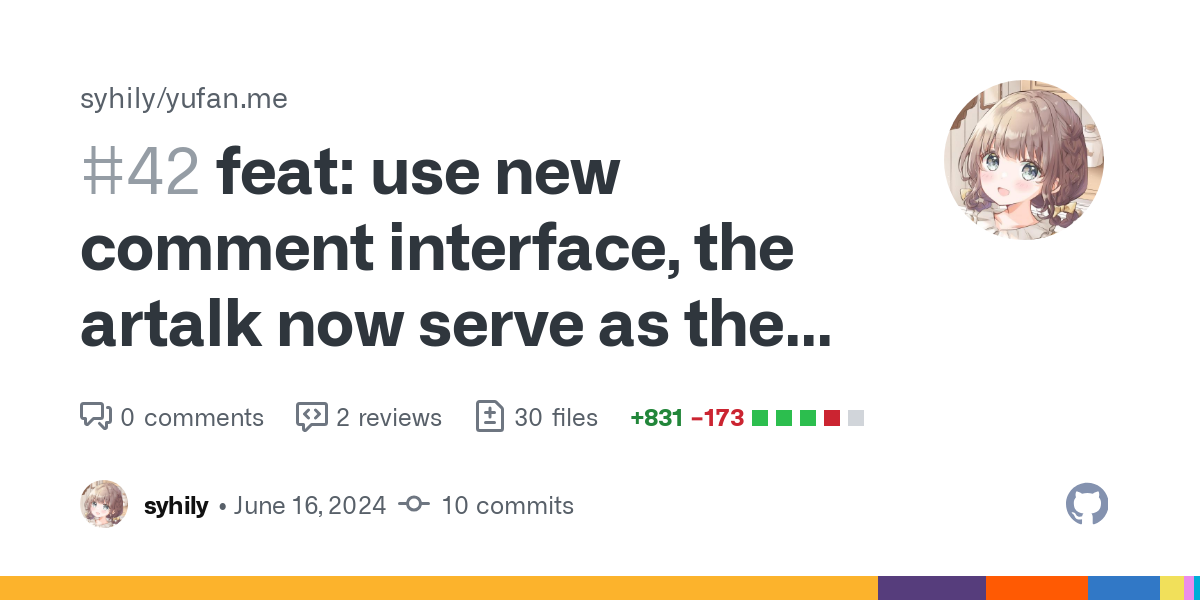 syhily/yufan.me
#42 feat: use new
comment interface, the
artalk now serve as the...
0 comments 2 reviews 30 files +831 −173
syhily • June 16, 2024 10 commits